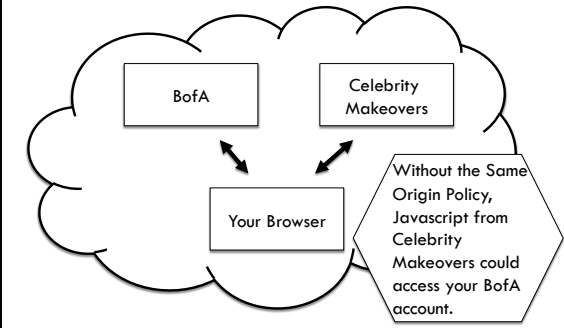 BofA
Celebrity
Makeovers
Your Browser
Without the Same
Origin Policy,
Javascript from
Celebrity
Makeovers could
access your BofA
account.